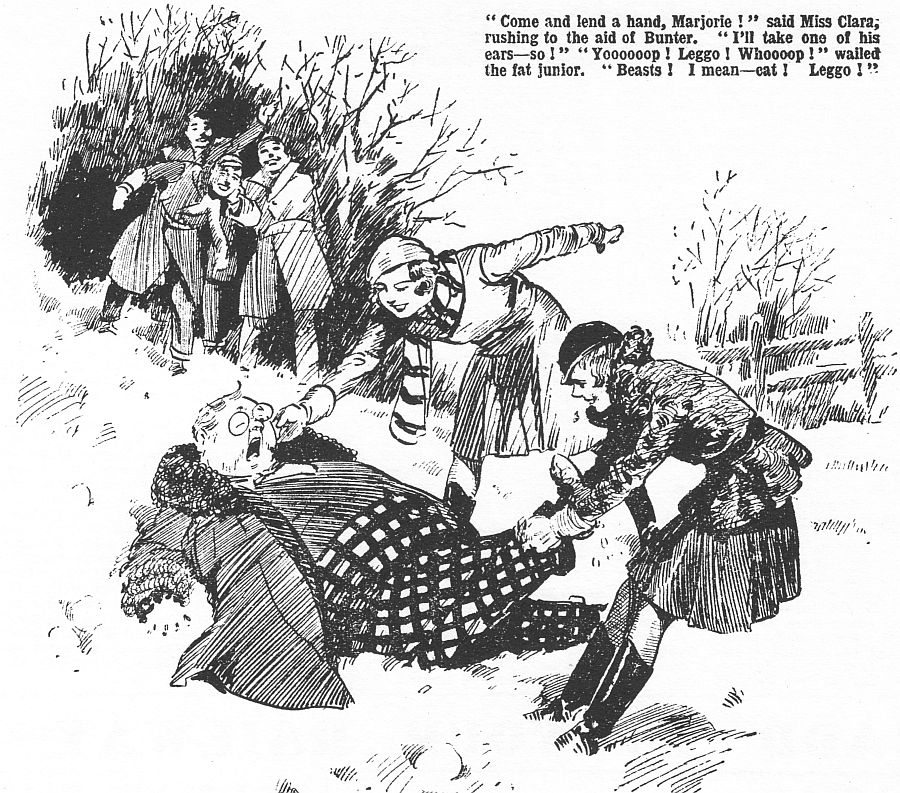 “ Come and lend a hand, Marjorie ! ” said Miss Clara,
rushing to the aid of Bunter. “ I’ll take one of his
ears—so ! ” “ Yoooooop ! Leggo ! Whooooop ! ” wailed
the fat junior. “ Beasts ! I mean—cat ! Leggo ! ”